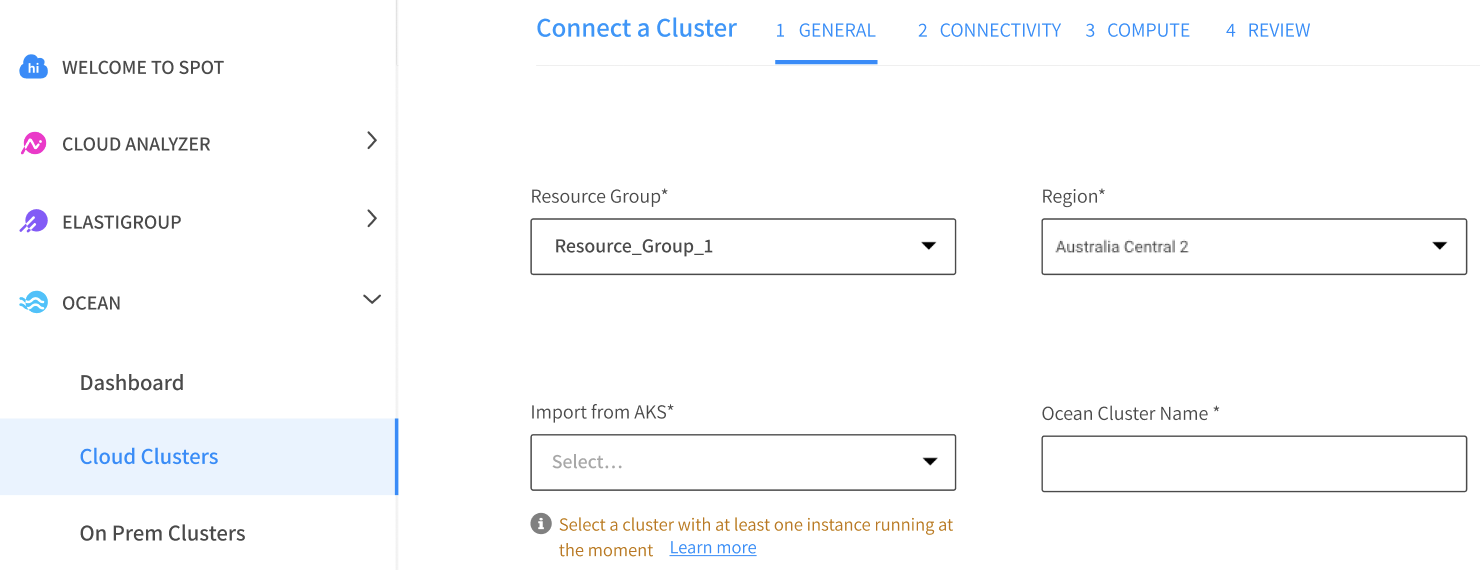 hi WELCOME TO SPOT
CLOUD ANALYZER
ELASTIGROUP
OCEAN
Dashboard
Cloud Clusters
On Prem Clusters
Connect a Cluster 1 GENERAL 2 CONNECTIVITY 3 COMPUTE 4 REVIEW
Resource Group*
Resource_Group_1
Region*
Australia Central 2
Import from AKS*
Select...
Select a cluster with at least one instance running at
the moment Learn more
Ocean Cluster Name *